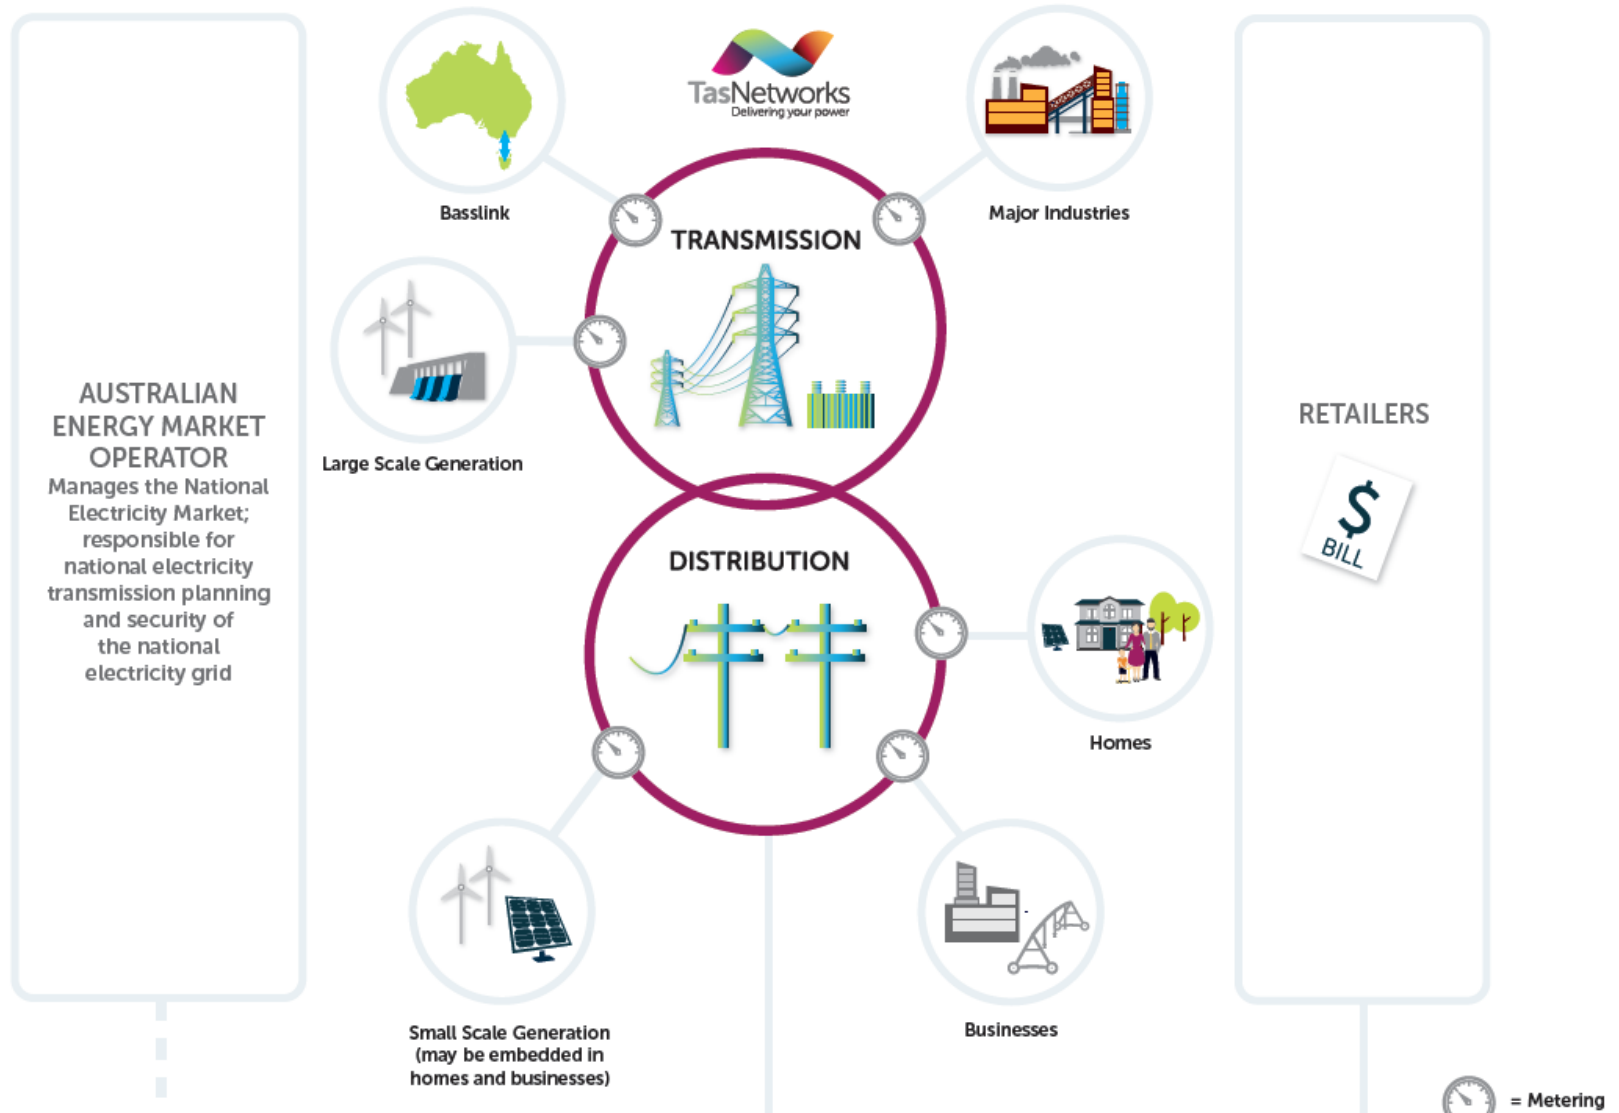 TasNetworks
Delivering your power
Basslink
Major Industries
TRANSMISSION
Large Scale Generation
AUSTRALIAN
ENERGY MARKET
OPERATOR
Manages the National
Electricity Market;
responsible for
national electricity
transmission planning
and security of
the national
electricity grid
RETAILERS
$
BILL
DISTRIBUTION
Homes
Small Scale Generation
(may be embedded in
homes and businesses)
Businesses
= Metering